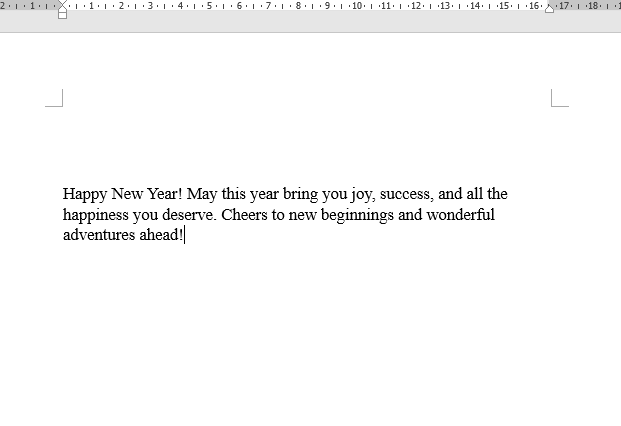 2 1 1 2 3 4 5 6 7 8 9 10 11 12 13 14 15 16 17 18
Happy New Year! May this year bring you joy, success, and all the
happiness you deserve. Cheers to new beginnings and wonderful
adventures ahead!